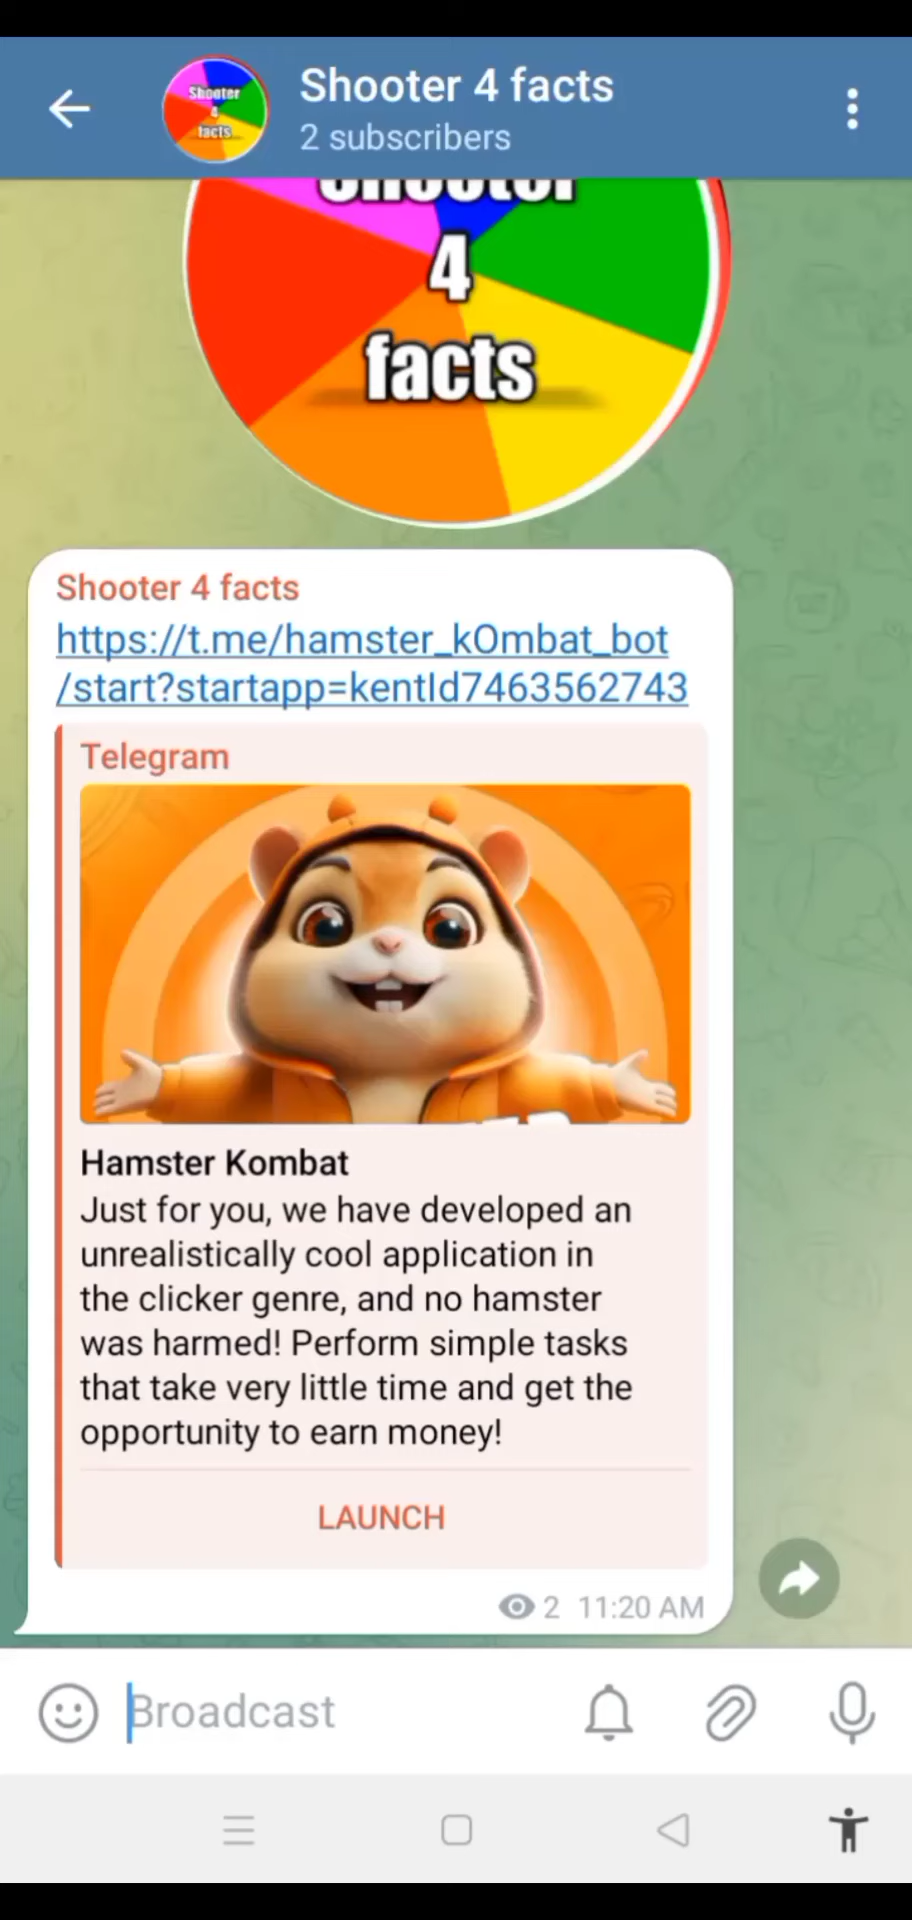 Shooter 4 facts
2 subscribers
Shooter
4
facts
Shooter
4
facts
Shooter 4 facts
https://t.me/hamster_kOmbat_bot
/start?startapp=kentId7463562743
Telegram
Hamster Kombat
Just for you, we have developed an
unrealistically cool application in
the clicker genre, and no hamster
was harmed! Perform simple tasks
that take very little time and get the
opportunity to earn money!
LAUNCH
2 11:20 AM
Broadcast